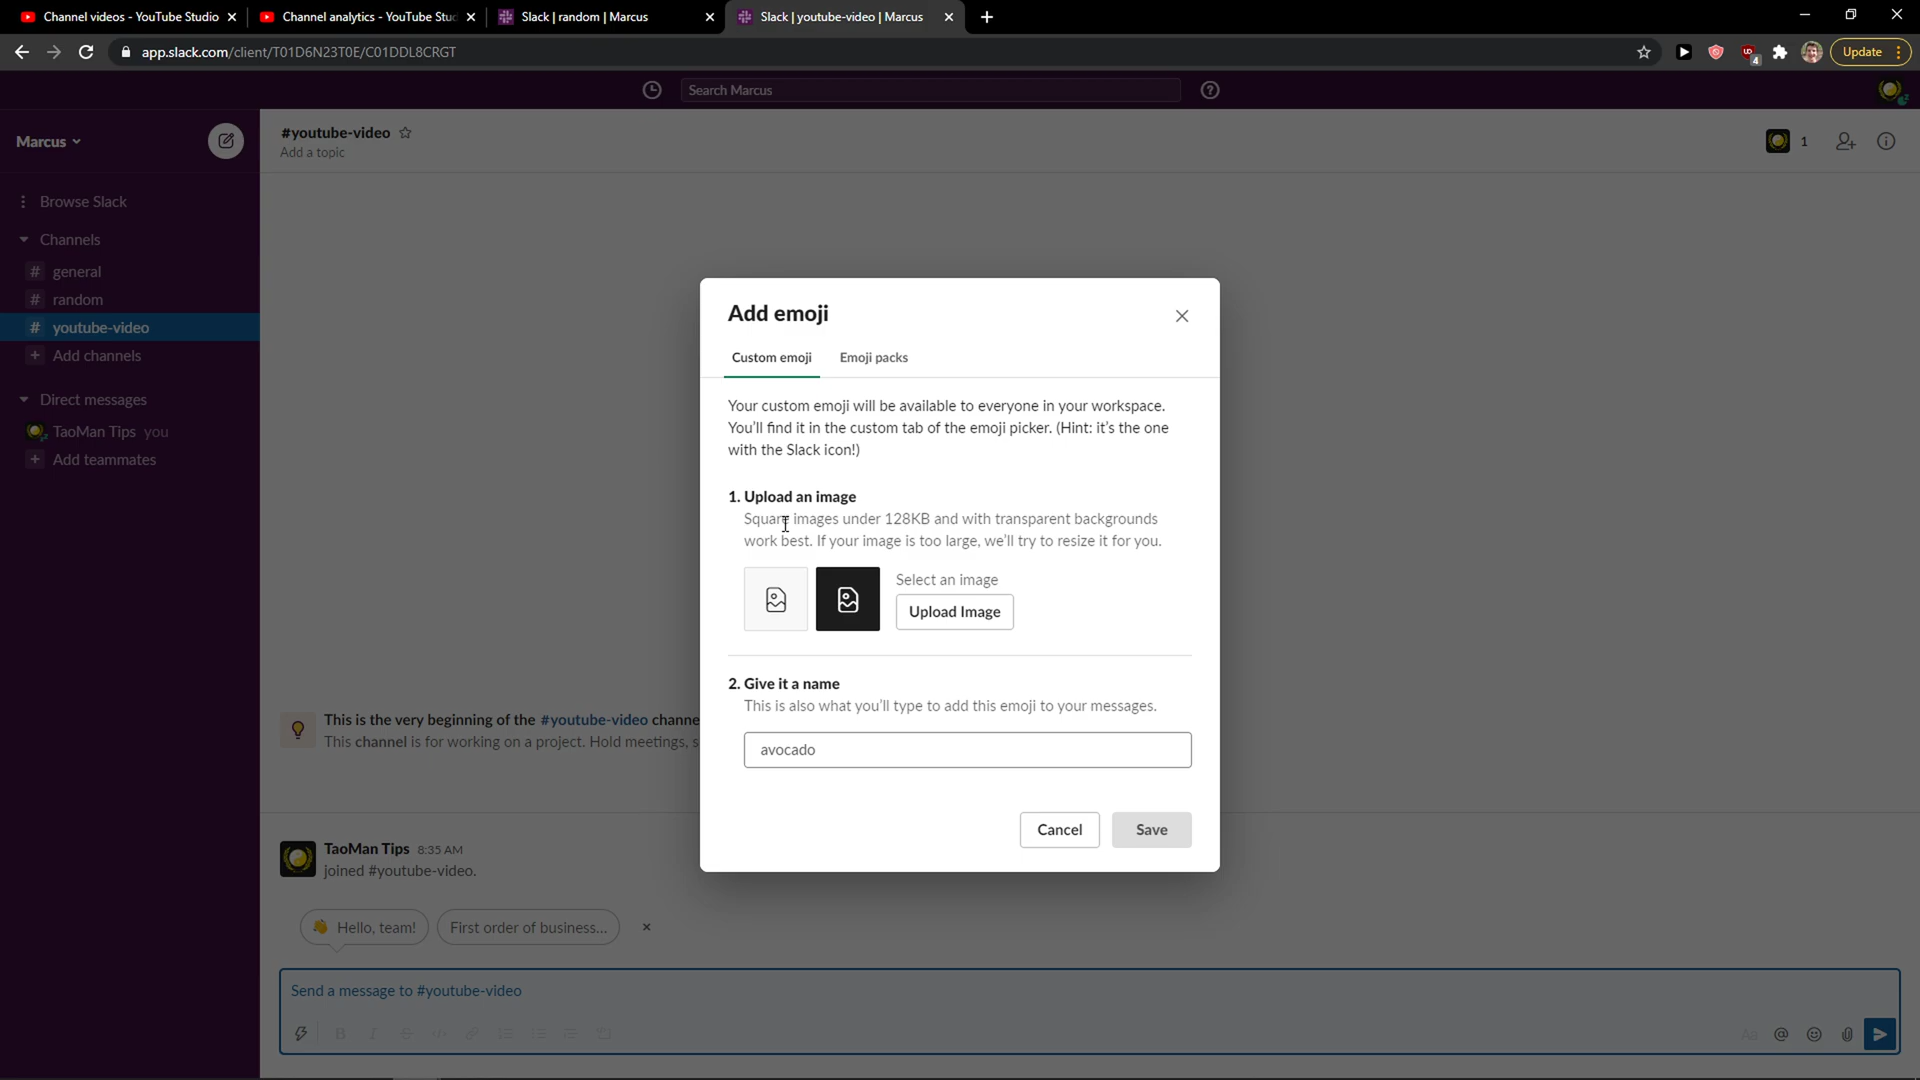 Channel videos - YouTube Studio
Channel analytics - YouTube Stu
Slack | random | Marcus
Slack | youtube-video | Marcus
app.slack.com/client/T01D6N23T0E/C01DDL8CRGT
4
Update
Search Marcus
Marcus
#youtube-video
Add a topic
1
Browse Slack
Channels
# general
# random
# youtube-video
+ Add channels
Direct messages
TaoMan Tips you
+ Add teammates
Add emoji
Custom emoji
Emoji packs
Your custom emoji will be available to everyone in your workspace.
You'll find it in the custom tab of the emoji picker. (Hint: it's the one
with the Slack icon!)
1. Upload an image
Square images under 128KB and with transparent backgrounds
work best. If your image is too large, we'll try to resize it for you.
Select an image
Upload Image
2. Give it a name
This is also what you'll type to add this emoji to your messages.
avocado
Cancel
Save
This is the very beginning of the #youtube-video channe
This channel is for working on a project. Hold meetings, s
TaoMan Tips 8:35 AM
joined #youtube-video.
Hello, team!
First order of business...
Send a message to #youtube-video
B I S
Aa @